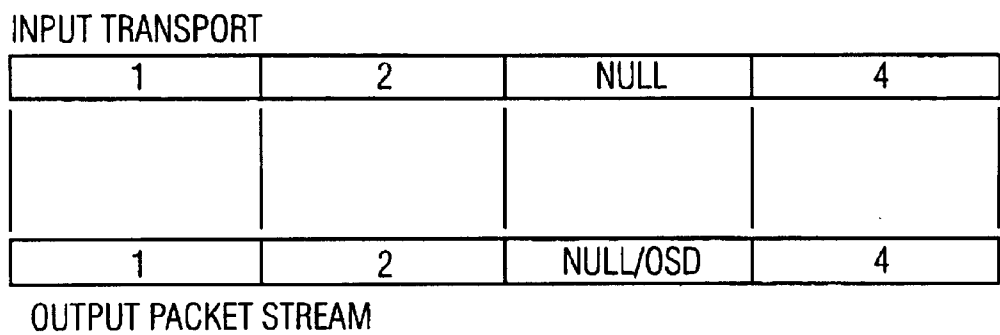 INPUT TRANSPORT
1 2 NULL 4
1 2 NULL/OSD 4
OUTPUT PACKET STREAM